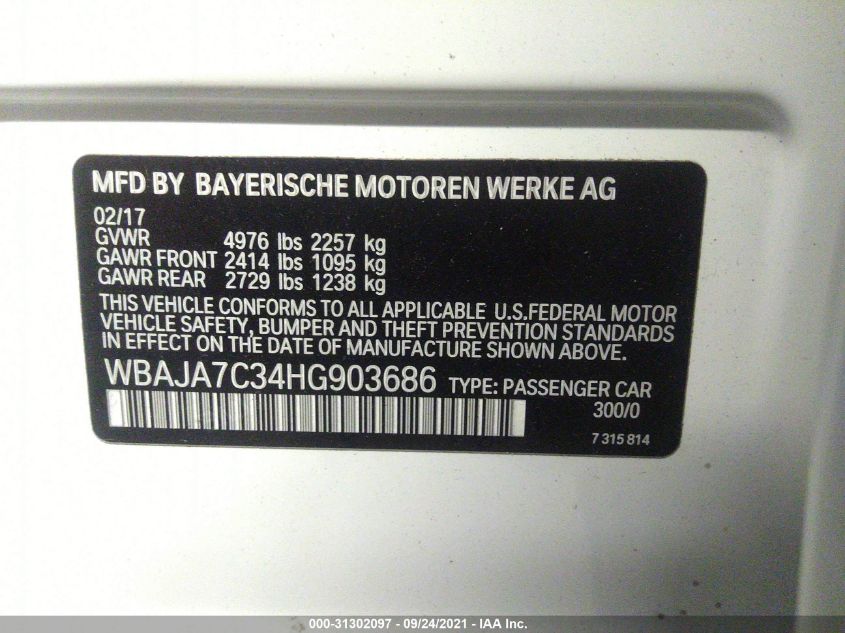 MFD BY BAYERISCHE MOTOREN WERKE AG
02/17
GVWR 4976 lbs 2257 kg
GAWR FRONT 2414 lbs 1095 kg
GAWR REAR 2729 lbs 1238 kg
THIS VEHICLE CONFORMS TO ALL APPLICABLE U.S.FEDERAL MOTOR
VEHICLE SAFETY, BUMPER AND THEFT PREVENTION STANDARDS
IN EFFECT ON THE DATE OF MANUFACTURE SHOWN ABOVE.
WBAJA7C34HG903686 TYPE: PASSENGER CAR
300/0
7 315 814
000-31302097 - 09/24/2021 - IAA Inc.